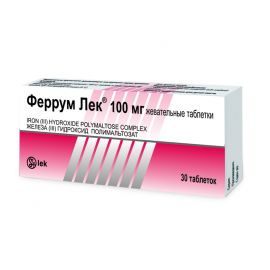 Феррум Лек® 100 мг жевательные таблетки
IRON (III) HYDROXIDE POLYMALTOSE COMPLEX
ЖЕЛЕЗА (III) ГИДРОКСИД ПОЛИМАЛЬТОЗАТ
lek
30 таблеток